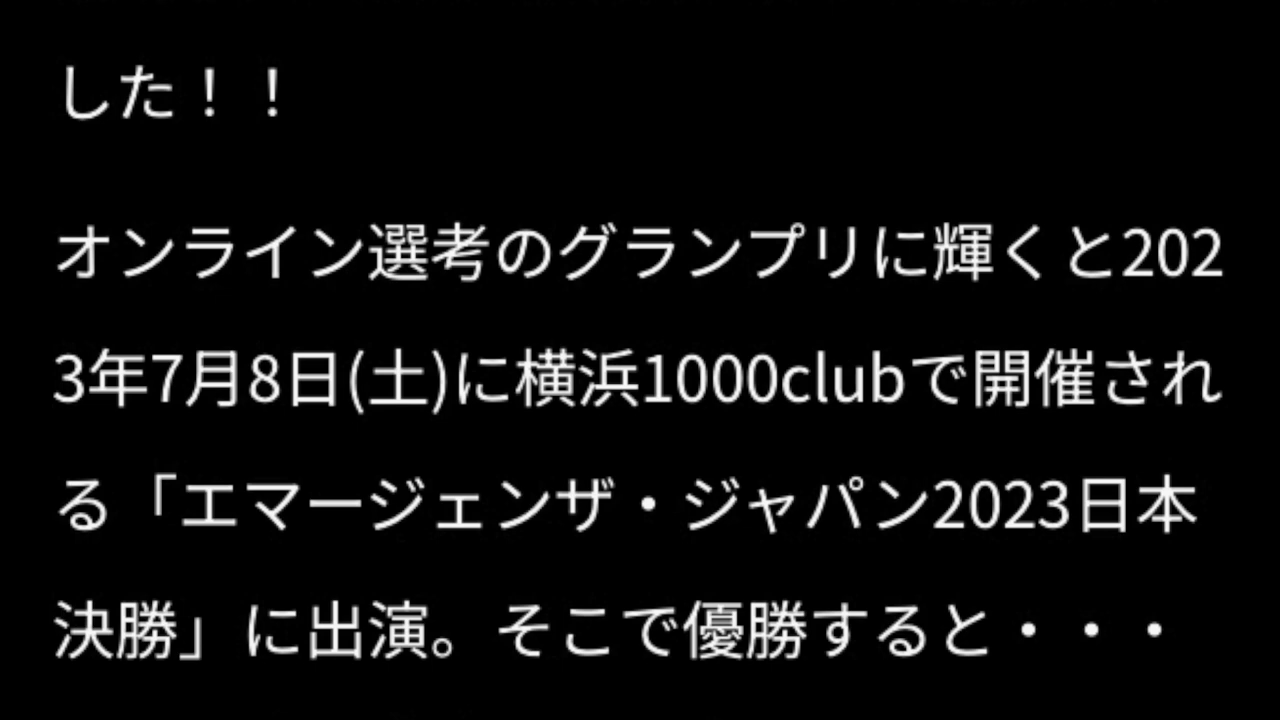 した！！
オンライン選考のグランプリに輝くと202
3年7月8日(土)に横浜1000clubで開催され
る「エマージェンザ・ジャパン2023日本
決勝」に出演。そこで優勝すると・・・